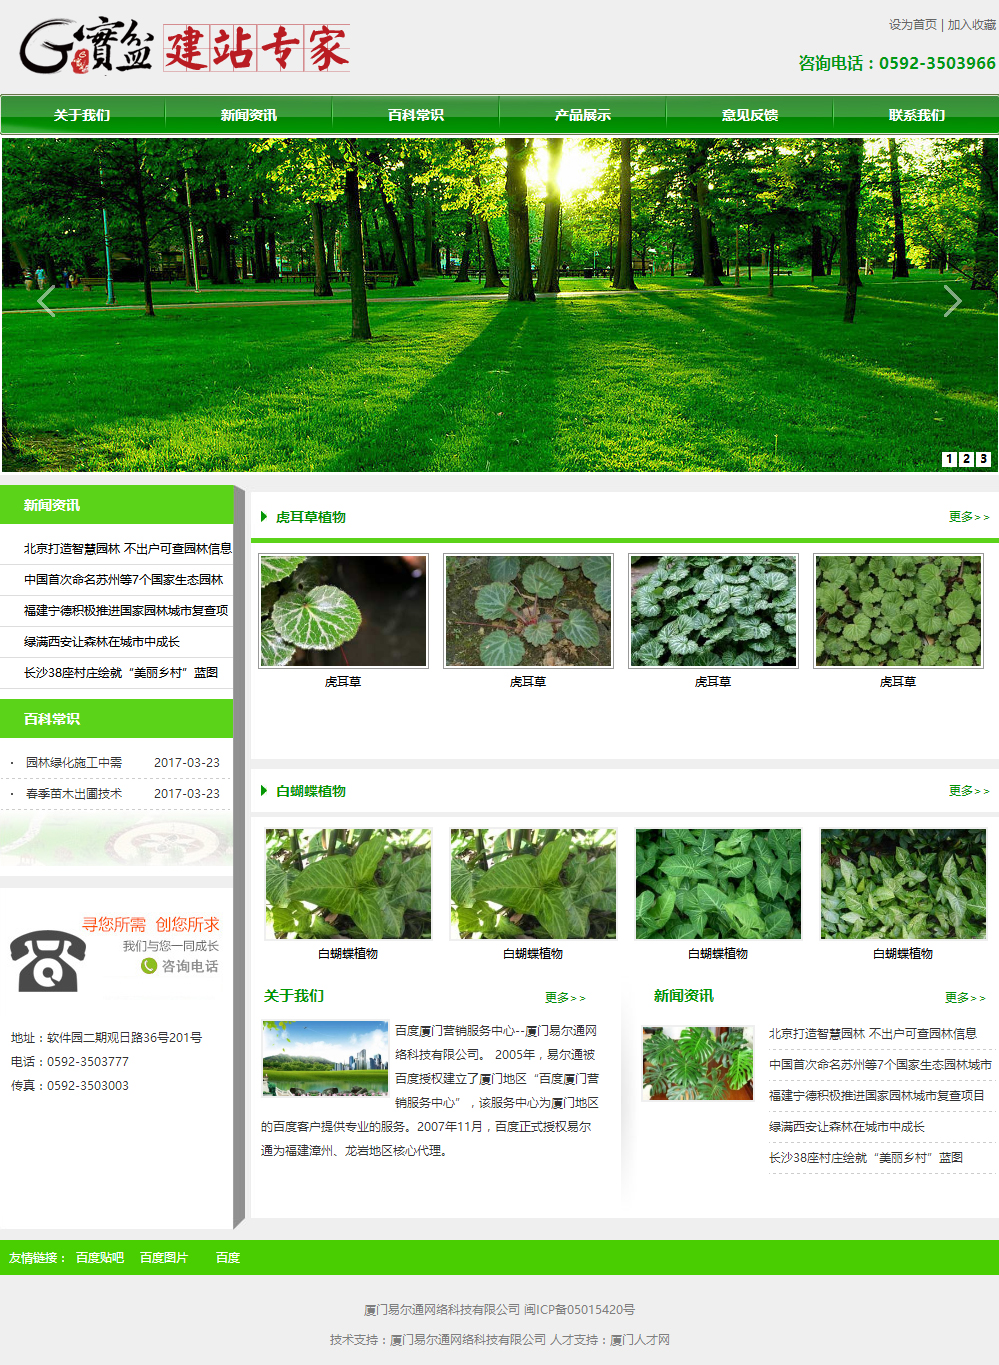 G寶盆 建站专家
设为首页 | 加入收藏
咨询电话：0592-3503966
关于我们 新闻资讯 百科常识 产品展示 意见反馈 联系我们
1 2 3
新闻资讯
北京打造智慧园林 不出户可查园林信息
中国首次命名苏州等7个国家生态园林
福建宁德积极推进国家园林城市复查项
绿满西安让森林在城市中成长
长沙38座村庄绘就“美丽乡村”蓝图
百科常识
· 园林绿化施工中需 2017-03-23
· 春季苗木出圃技术 2017-03-23
寻您所需 创您所求
我们与您一同成长
咨询电话
地址：软件园二期观日路36号201号
电话：0592-3503777
传真：0592-3503003
虎耳草植物 更多>>
虎耳草 虎耳草 虎耳草 虎耳草
白蝴蝶植物 更多>>
白蝴蝶植物 白蝴蝶植物 白蝴蝶植物 白蝴蝶植物
关于我们 更多>>
百度厦门营销服务中心--厦门易尔通网
络科技有限公司。 2005年，易尔通被
百度授权建立了厦门地区“百度厦门营
销服务中心”，该服务中心为厦门地区
的百度客户提供专业的服务。2007年11月，百度正式授权易尔
通为福建漳州、龙岩地区核心代理。
新闻资讯 更多>>
北京打造智慧园林 不出户可查园林信息
中国首次命名苏州等7个国家生态园林城市
福建宁德积极推进国家园林城市复查项目
绿满西安让森林在城市中成长
长沙38座村庄绘就“美丽乡村”蓝图
友情链接： 百度贴吧 百度图片 百度
厦门易尔通网络科技有限公司 闽ICP备05015420号
技术支持：厦门易尔通网络科技有限公司 人才支持：厦门人才网